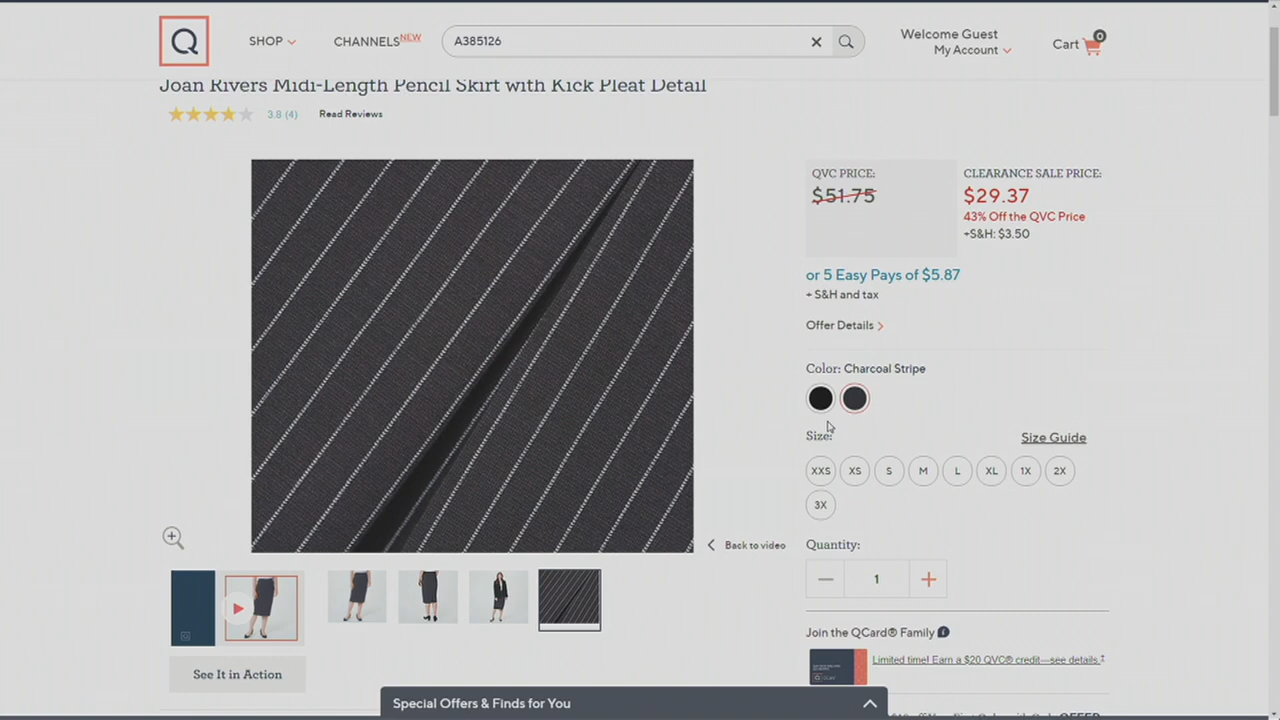 Q
SHOP
CHANNELS NEW
A385126
Welcome Guest
My Account
Cart
0
Joan Rivers Midi-Length Pencil Skirt with Kick Pleat Detail
3.8 (4)
Read Reviews
QVC PRICE:
$51.75
CLEARANCE SALE PRICE:
$29.37
43% Off the QVC Price
+S&H: $3.50
or 5 Easy Pays of $5.87
+ S&H and tax
Offer Details
Color: Charcoal Stripe
Size:
Size Guide
XXS XS S M L XL 1X 2X
3X
Back to video
Quantity:
1
See It in Action
Join the QCard® Family
Limited time! Earn a $20 QVC® credit—see details.‡
Special Offers & Finds for You